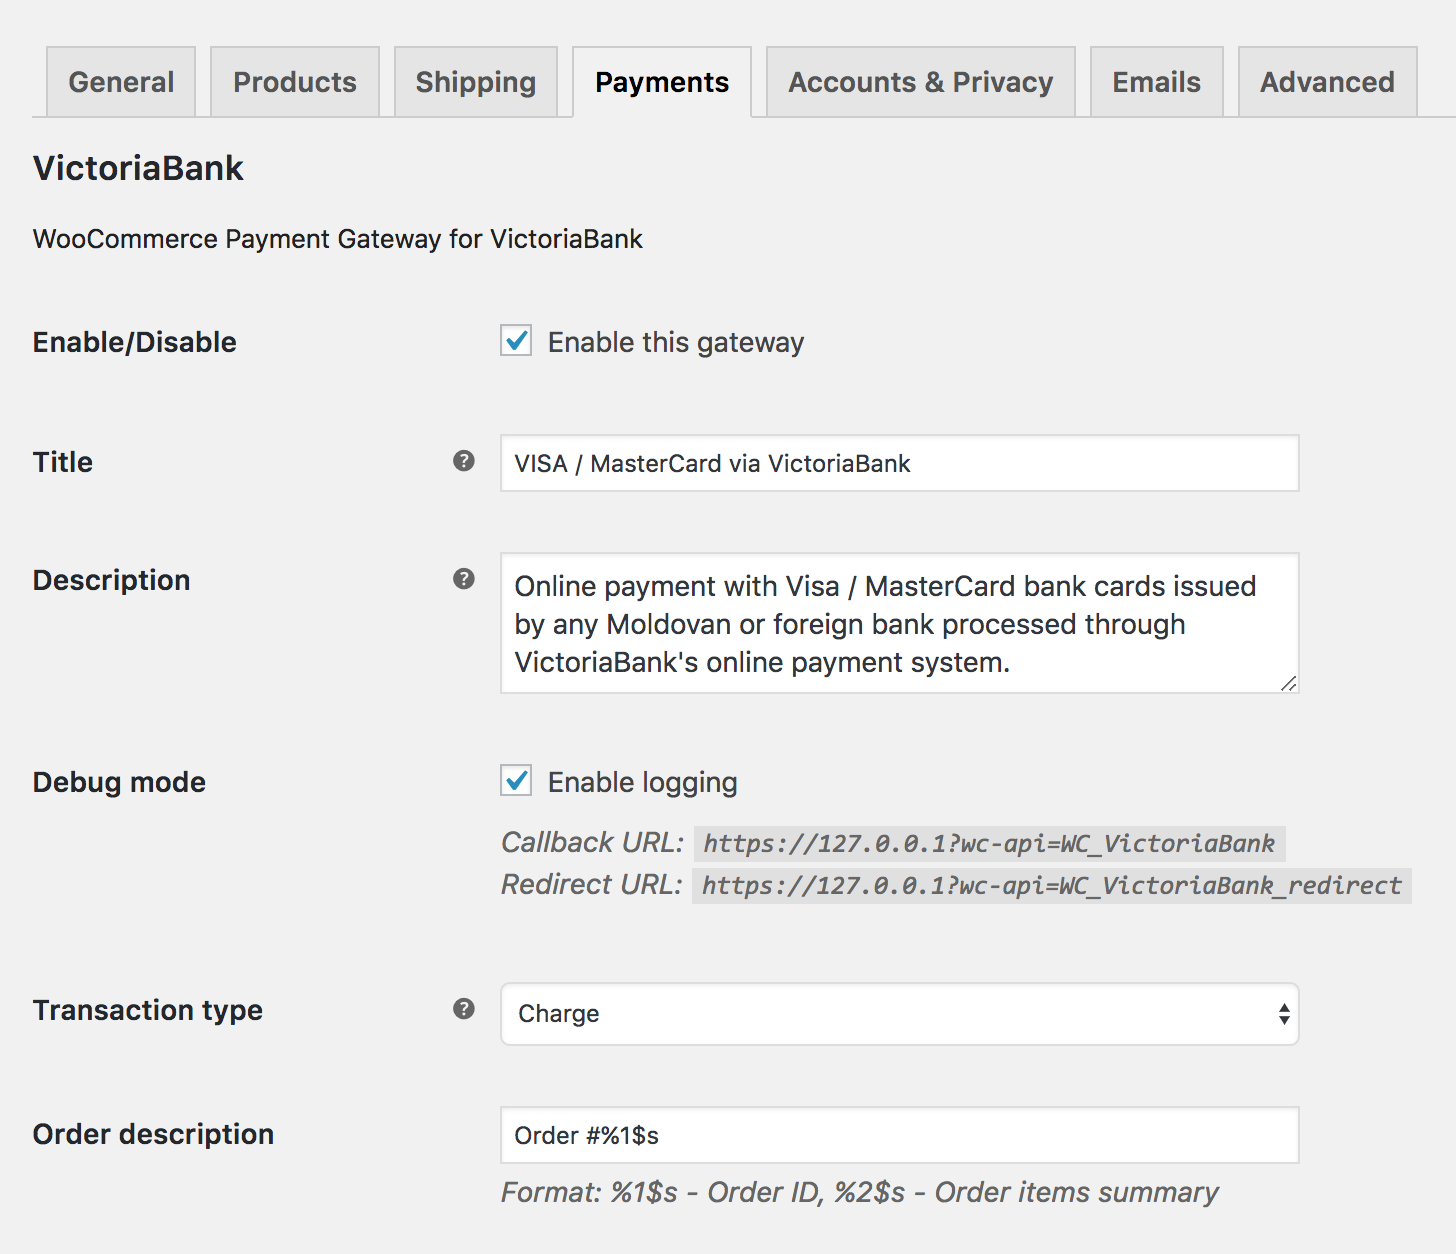 General Products Shipping Payments Accounts & Privacy Emails Advanced
VictoriaBank
WooCommerce Payment Gateway for VictoriaBank
Enable/Disable Enable this gateway
Title ? VISA / MasterCard via VictoriaBank
Description ? Online payment with Visa / MasterCard bank cards issued
by any Moldovan or foreign bank processed through
VictoriaBank's online payment system.
Debug mode Enable logging
Callback URL: https://127.0.0.1?wc-api=WC_VictoriaBank
Redirect URL: https://127.0.0.1?wc-api=WC_VictoriaBank_redirect
Transaction type ? Charge
Order description Order #%1$s
Format: %1$s - Order ID, %2$s - Order items summary